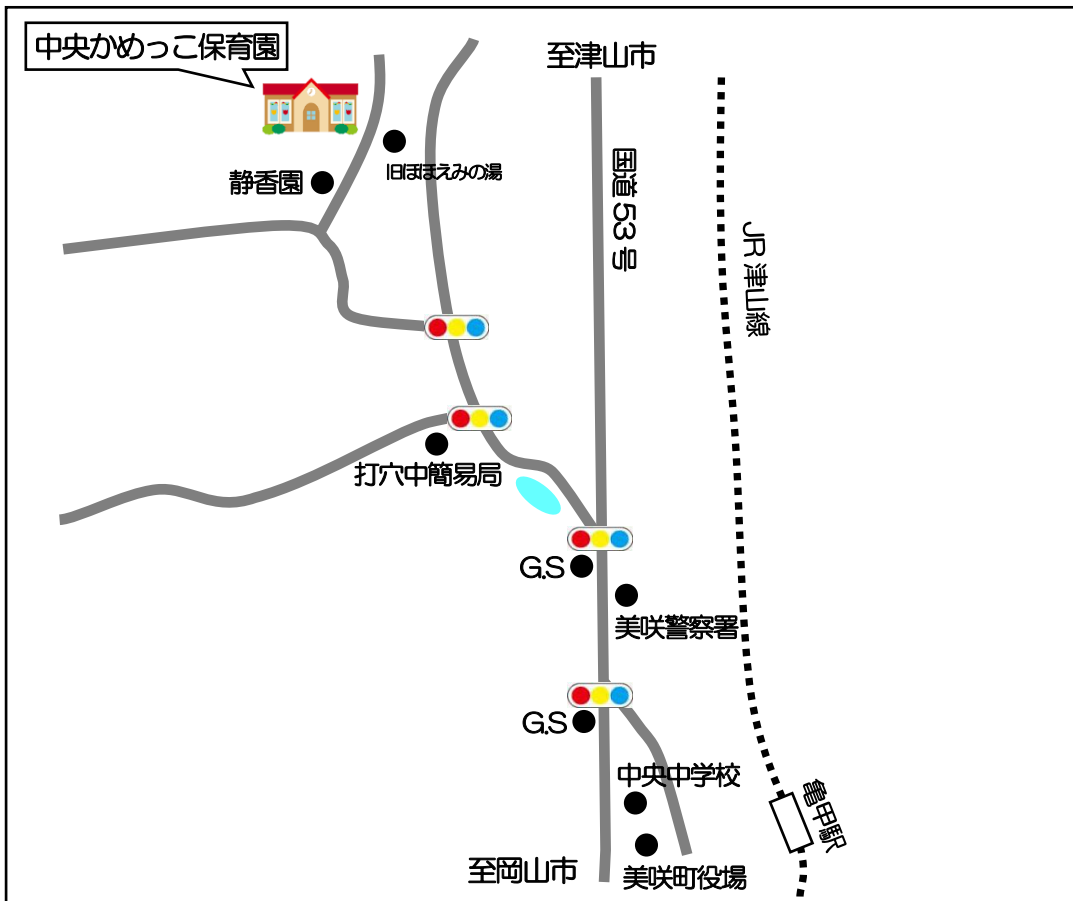 中央かめっこ保育園
至津山市
旧ほほえみの湯
静香園
国道53号
JR津山線
打穴中簡易局
G.S
美咲警察署
G.S
中央中学校
亀甲駅
至岡山市
美咲町役場